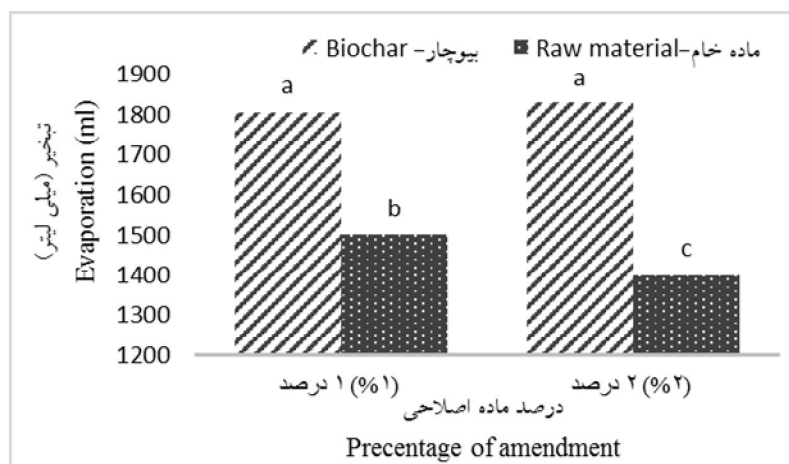 Biochar -بیوچار
Raw material-ماده خام
تبخیر (میلی لیتر)
Evaporation (ml)
1900
1800
1700
1600
1500
1400
1300
1200
a
b
a
c
۱ درصد (%۱)
۲ درصد (%۲)
درصد ماده اصلاحی
Precentage of amendment